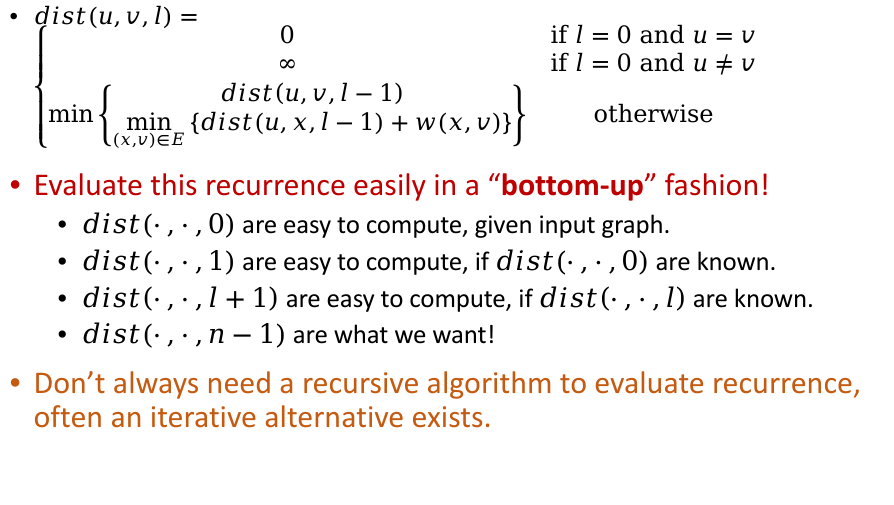 • dist(u, v, l) =
0 if l = 0 and u = v
∞ if l = 0 and u ≠ v
min { dist(u, v, l − 1) } otherwise
min {dist(u, x, l − 1) + w(x, v)}
(x,v)∈E
• Evaluate this recurrence easily in a “bottom-up” fashion!
• dist(· , · , 0) are easy to compute, given input graph.
• dist(· , · , 1) are easy to compute, if dist(· , · , 0) are known.
• dist(· , · , l + 1) are easy to compute, if dist(· , · , l) are known.
• dist(· , · , n − 1) are what we want!
• Don’t always need a recursive algorithm to evaluate recurrence,
often an iterative alternative exists.